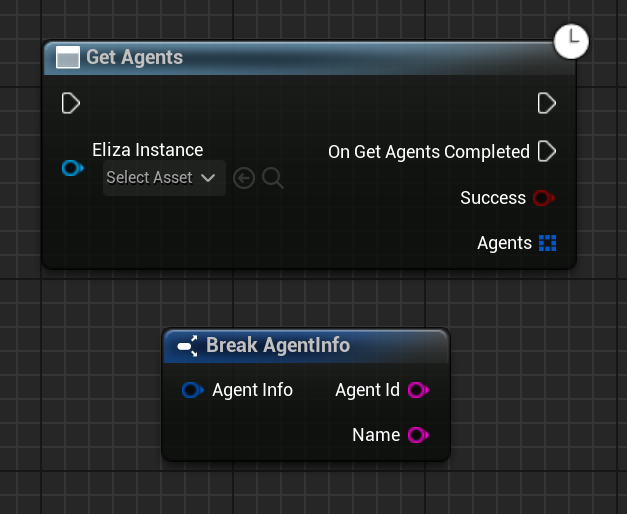 Get Agents
Eliza Instance
Select Asset
On Get Agents Completed
Success
Agents
Break AgentInfo
Agent Info Agent Id
Name